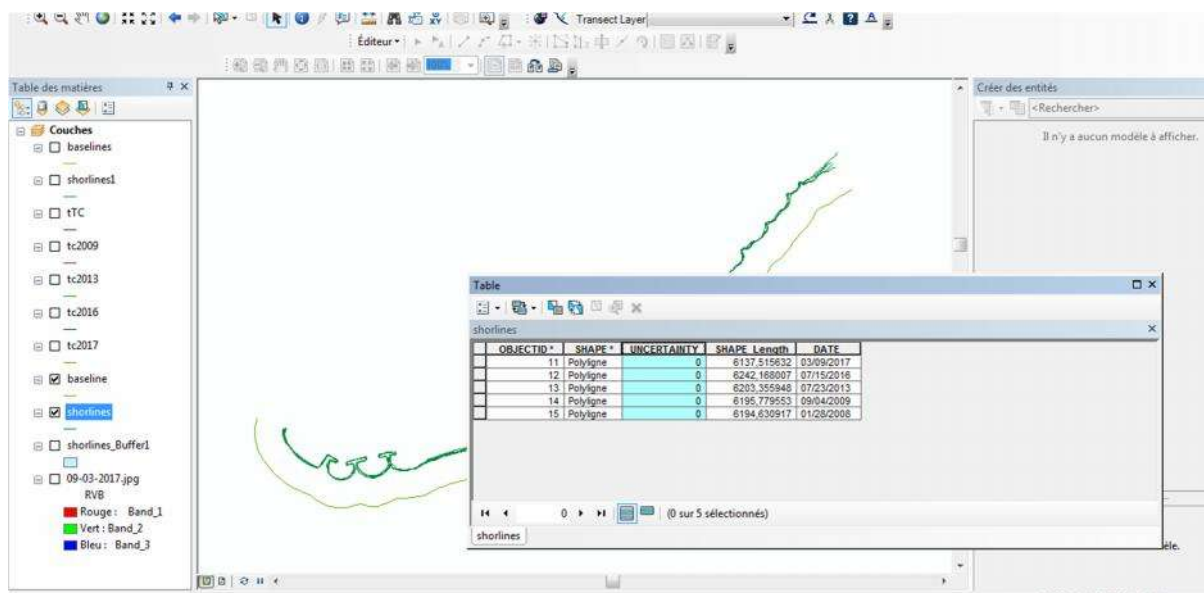 Transect Layer
Éditeur
Table des matières
Créer des entités
<Rechercher>
Il n'y a aucun modèle à afficher.
Couches
baselines
shorlines1
tTC
tc2009
tc2013
tc2016
tc2017
baseline
shorlines
shorlines_Buffer1
09-03-2017.jpg
RVB
Rouge : Band_1
Vert : Band_2
Bleu : Band_3
Table
shorlines
OBJECTID * SHAPE * UNCERTAINTY SHAPE_Length DATE
11 Polyligne 0 6137,515632 03/09/2017
12 Polyligne 0 6242,168007 07/15/2016
13 Polyligne 0 6203,355948 07/23/2013
14 Polyligne 0 6195,779553 09/04/2009
15 Polyligne 0 6194,630917 01/28/2008
0 (0 sur 5 sélectionnés)
shorlines
èle.